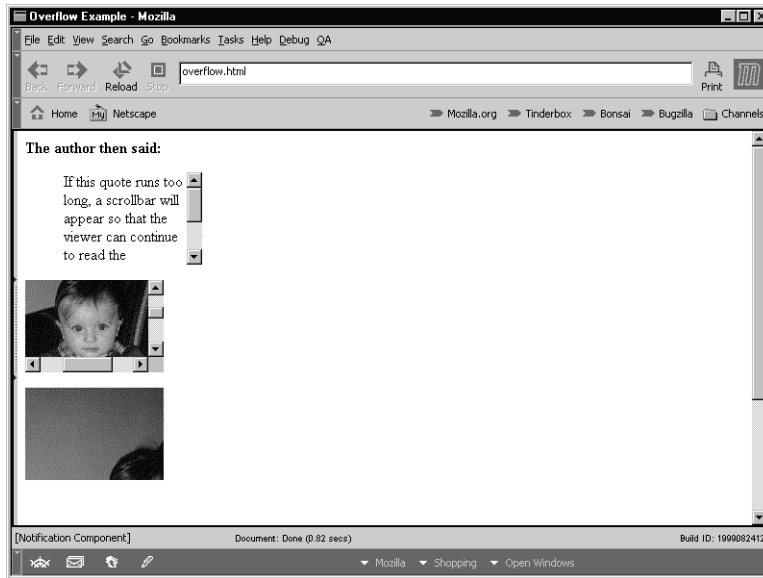 Overflow Example - Mozilla
File Edit View Search Go Bookmarks Tasks Help Debug QA
overflow.html
Back Forward Reload Stop Print
Home My Netscape Mozilla.org Tinderbox Bonsai Bugzilla Channels
The author then said:
If this quote runs too
long, a scrollbar will
appear so that the
viewer can continue
to read the
[Notification Component] Document: Done (0.82 secs) Build ID: 1999082412
Mozilla Shopping Open Windows